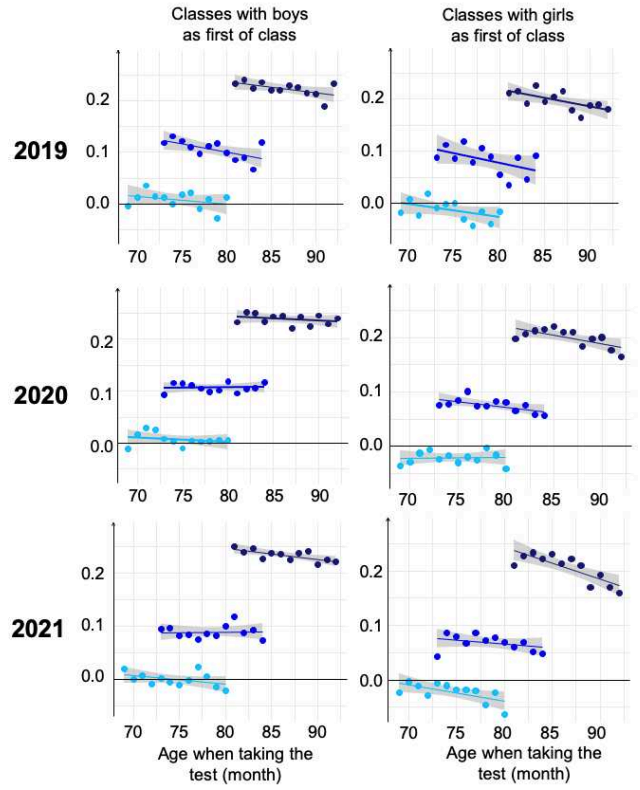 Classes with boys
as first of class
Classes with girls
as first of class
2019
0.2
0.1
0.0
70 75 80 85 90
0.2
0.1
0.0
70 75 80 85 90
2020
0.2
0.1
0.0
70 75 80 85 90
0.2
0.1
0.0
70 75 80 85 90
2021
0.2
0.1
0.0
70 75 80 85 90
0.2
0.1
0.0
70 75 80 85 90
Age when taking the
test (month)
Age when taking the
test (month)